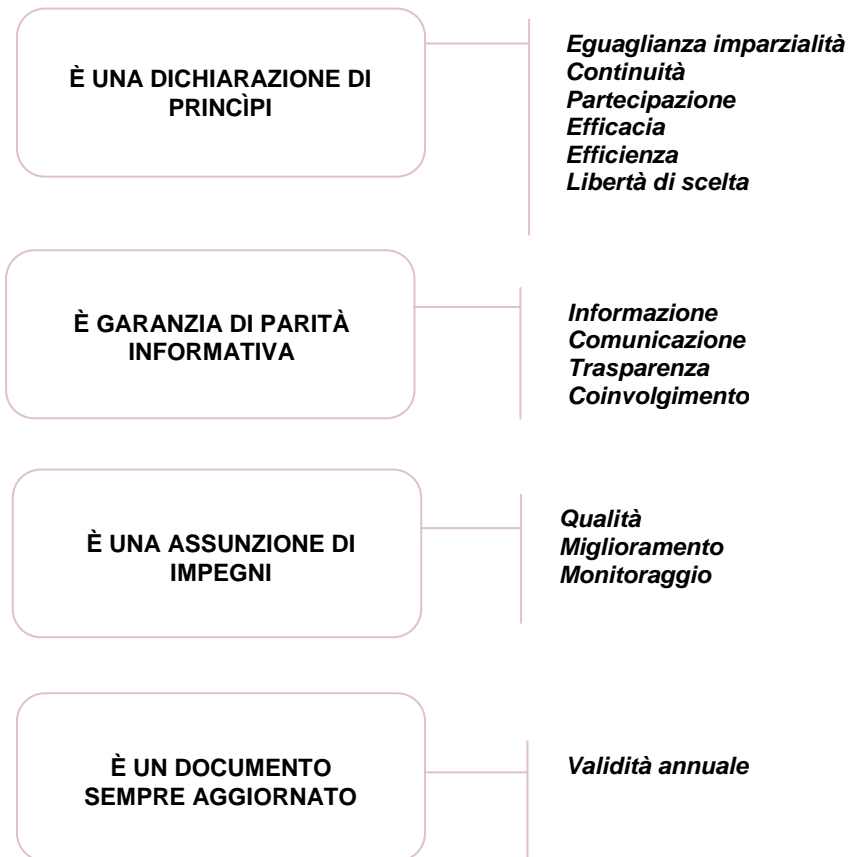 È UNA DICHIARAZIONE DI
PRINCÌPI
Eguaglianza imparzialità
Continuità
Partecipazione
Efficacia
Efficienza
Libertà di scelta
È GARANZIA DI PARITÀ
INFORMATIVA
Informazione
Comunicazione
Trasparenza
Coinvolgimento
È UNA ASSUNZIONE DI
IMPEGNI
Qualità
Miglioramento
Monitoraggio
È UN DOCUMENTO
SEMPRE AGGIORNATO
Validità annuale